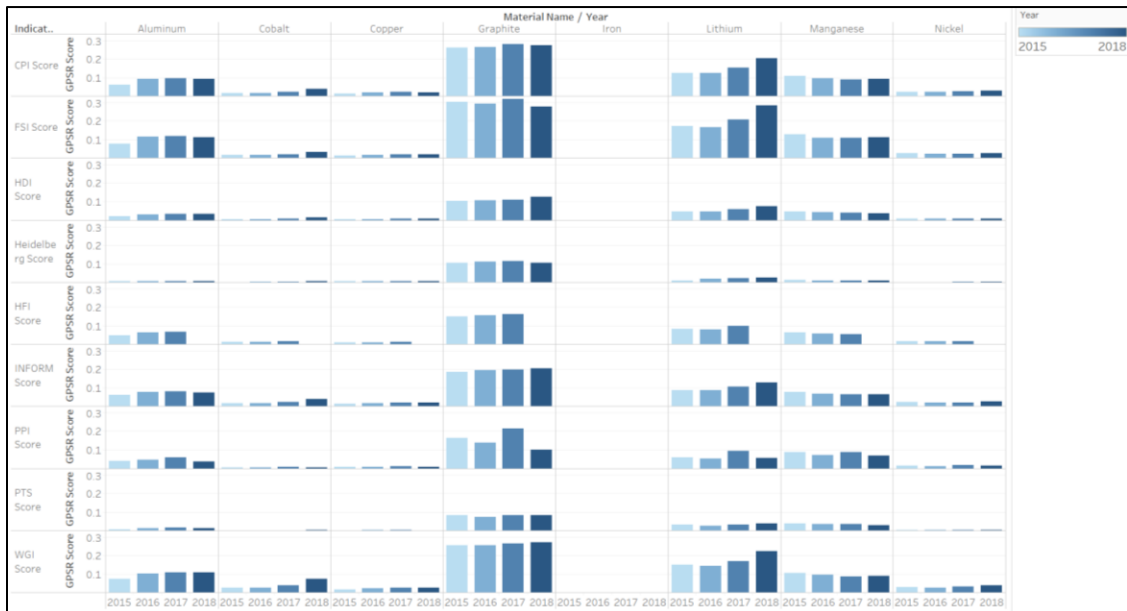 Material Name / Year
Indicat.. Aluminum Cobalt Copper Graphite Iron Lithium Manganese Nickel
Year
2015 2018
CPI Score
GPSR Score
0.3
0.2
0.1
FSI Score
GPSR Score
0.3
0.2
0.1
HDI
Score
GPSR Score
0.3
0.2
0.1
Heidelbe
rg Score
GPSR Score
0.3
0.2
0.1
HFI
Score
GPSR Score
0.3
0.2
0.1
INFORM
Score
GPSR Score
0.3
0.2
0.1
PPI
Score
GPSR Score
0.3
0.2
0.1
PTS
Score
GPSR Score
0.3
0.2
0.1
WGI
Score
GPSR Score
0.3
0.2
0.1
2015 2016 2017 2018 2015 2016 2017 2018 2015 2016 2017 2018 2015 2016 2017 2018 2015 2016 2017 2018 2015 2016 2017 2018 2015 2016 2017 2018 2015 2016 2017 2018